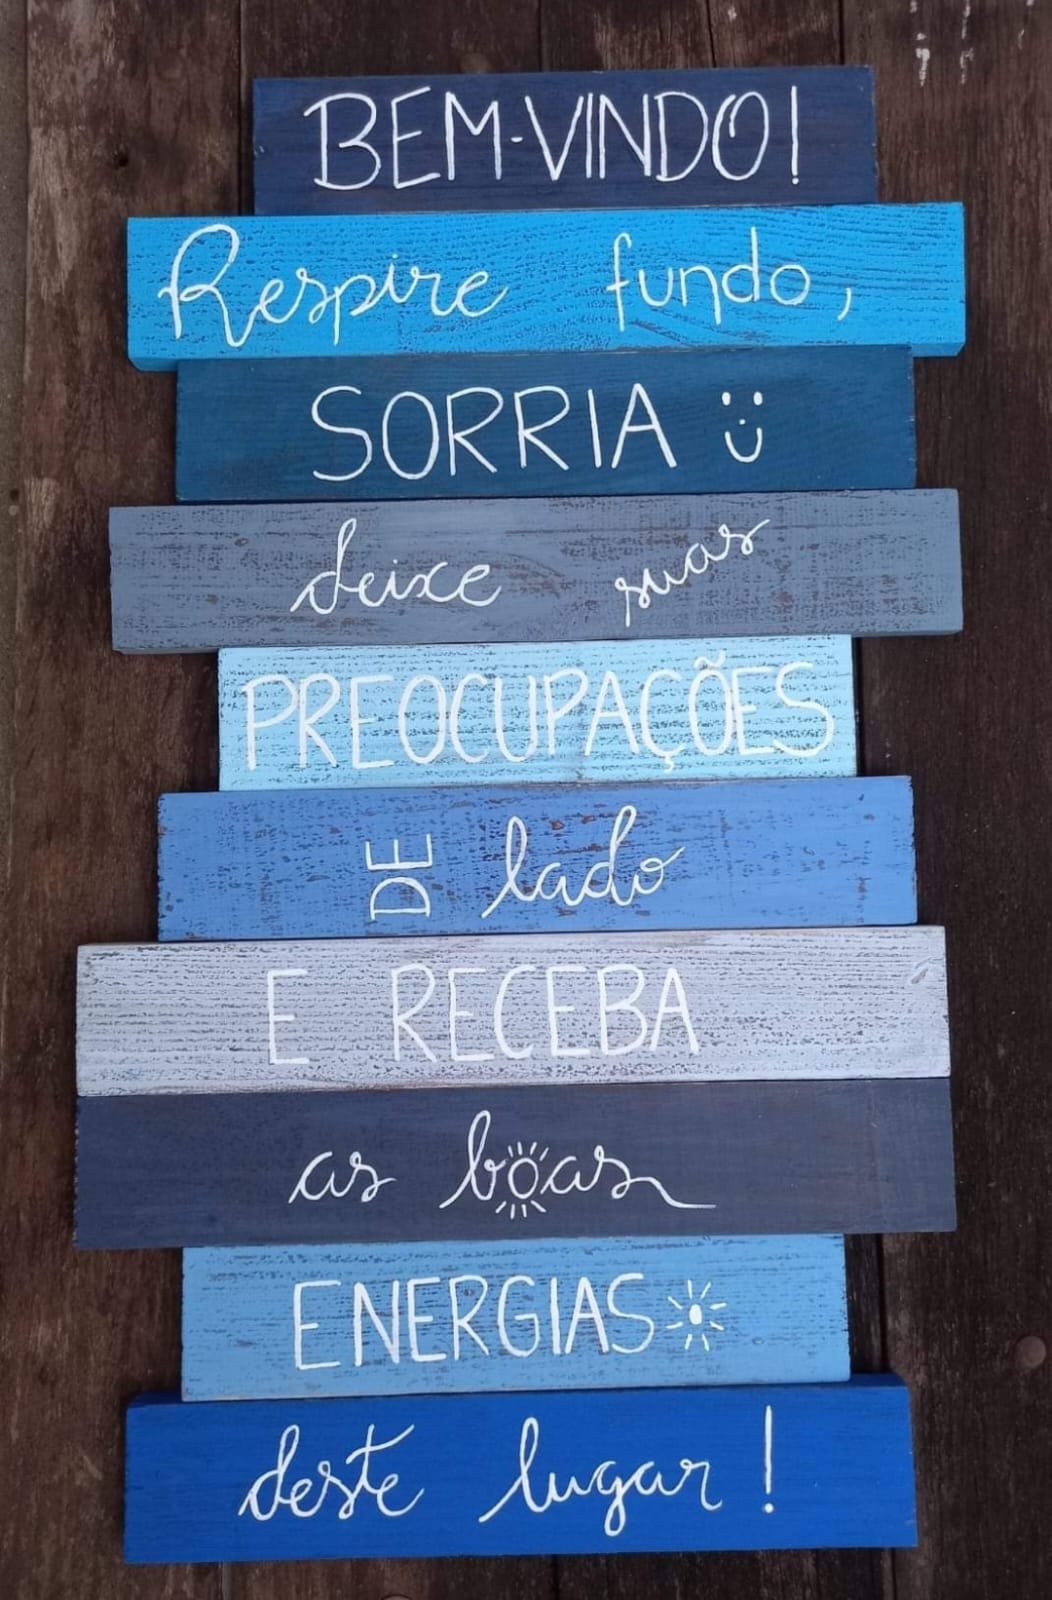 BEM-VINDO!
Respire fundo,
SORRIA
deixe suas
PREOCUPAÇÕES
DE lado
E RECEBA
as boas
ENERGIAS
deste lugar!